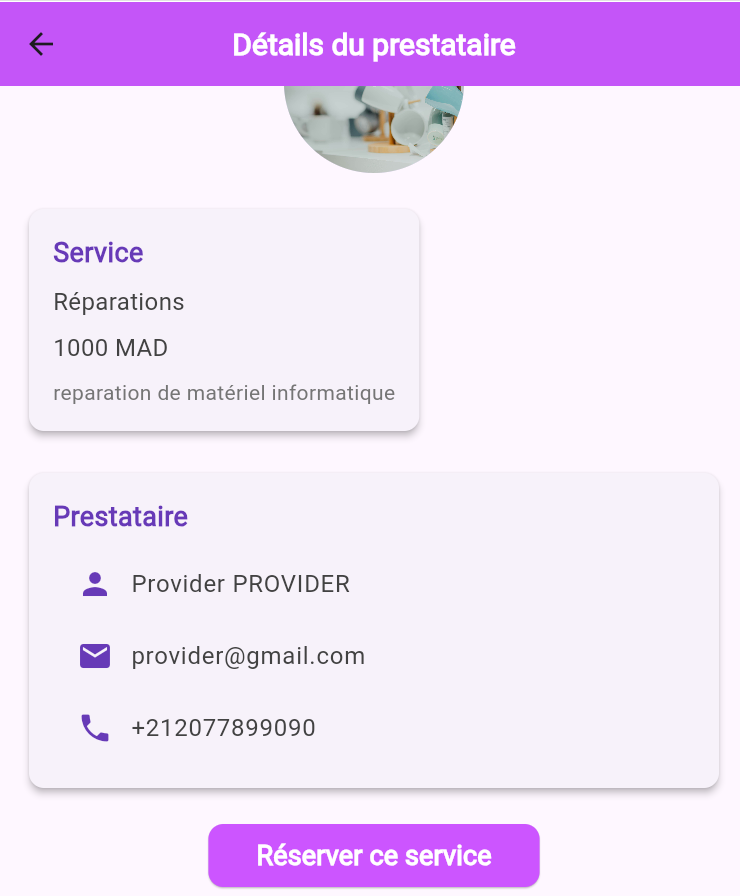 Détails du prestataire
Service
Réparations
1000 MAD
reparation de matériel informatique
Prestataire
Provider PROVIDER
provider@gmail.com
+212077899090
Réserver ce service